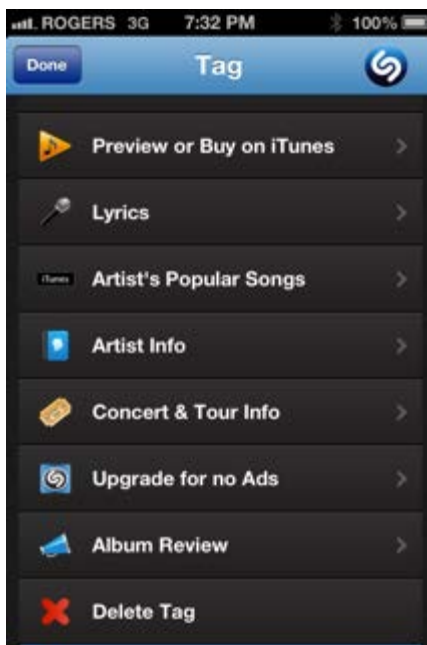 ROGERS 3G 7:32 PM 100%
Done Tag
Preview or Buy on iTunes
Lyrics
iTunes Artist's Popular Songs
Artist Info
Concert & Tour Info
Upgrade for no Ads
Album Review
Delete Tag